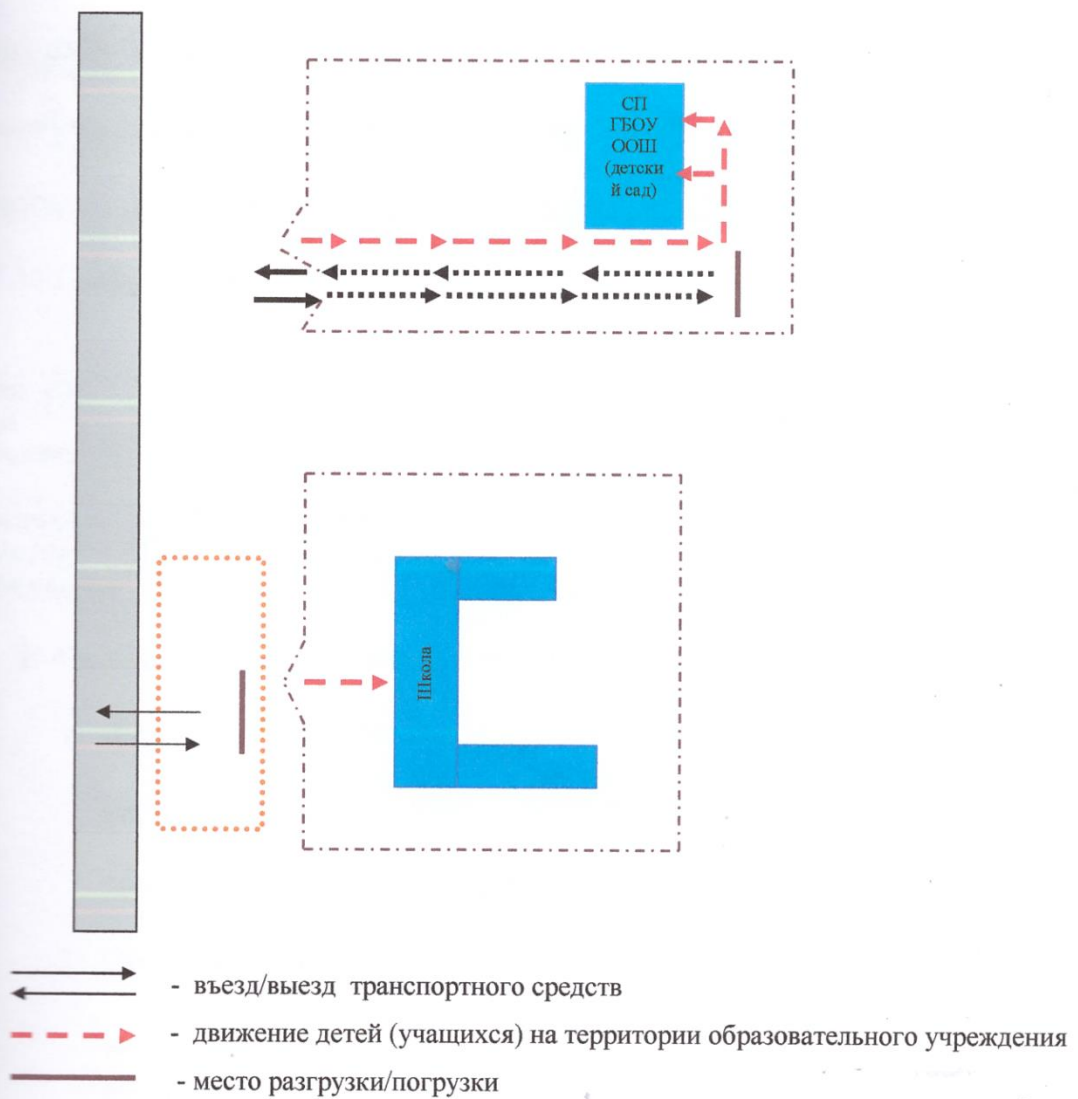 СП
ГБОУ
ООШ
(детски
й сад)
Школа
- въезд/выезд транспортного средств
- движение детей (учащихся) на территории образовательного учреждения
- место разгрузки/погрузки